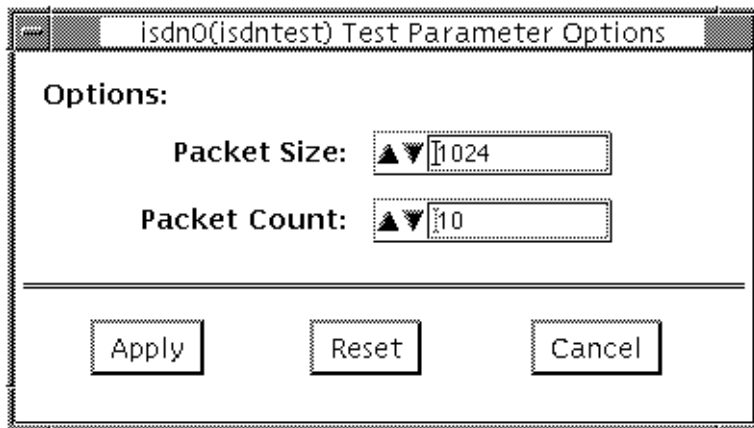 isdn0(isdntest) Test Parameter Options
Options:
Packet Size: 1024
Packet Count: 10
Apply Reset Cancel